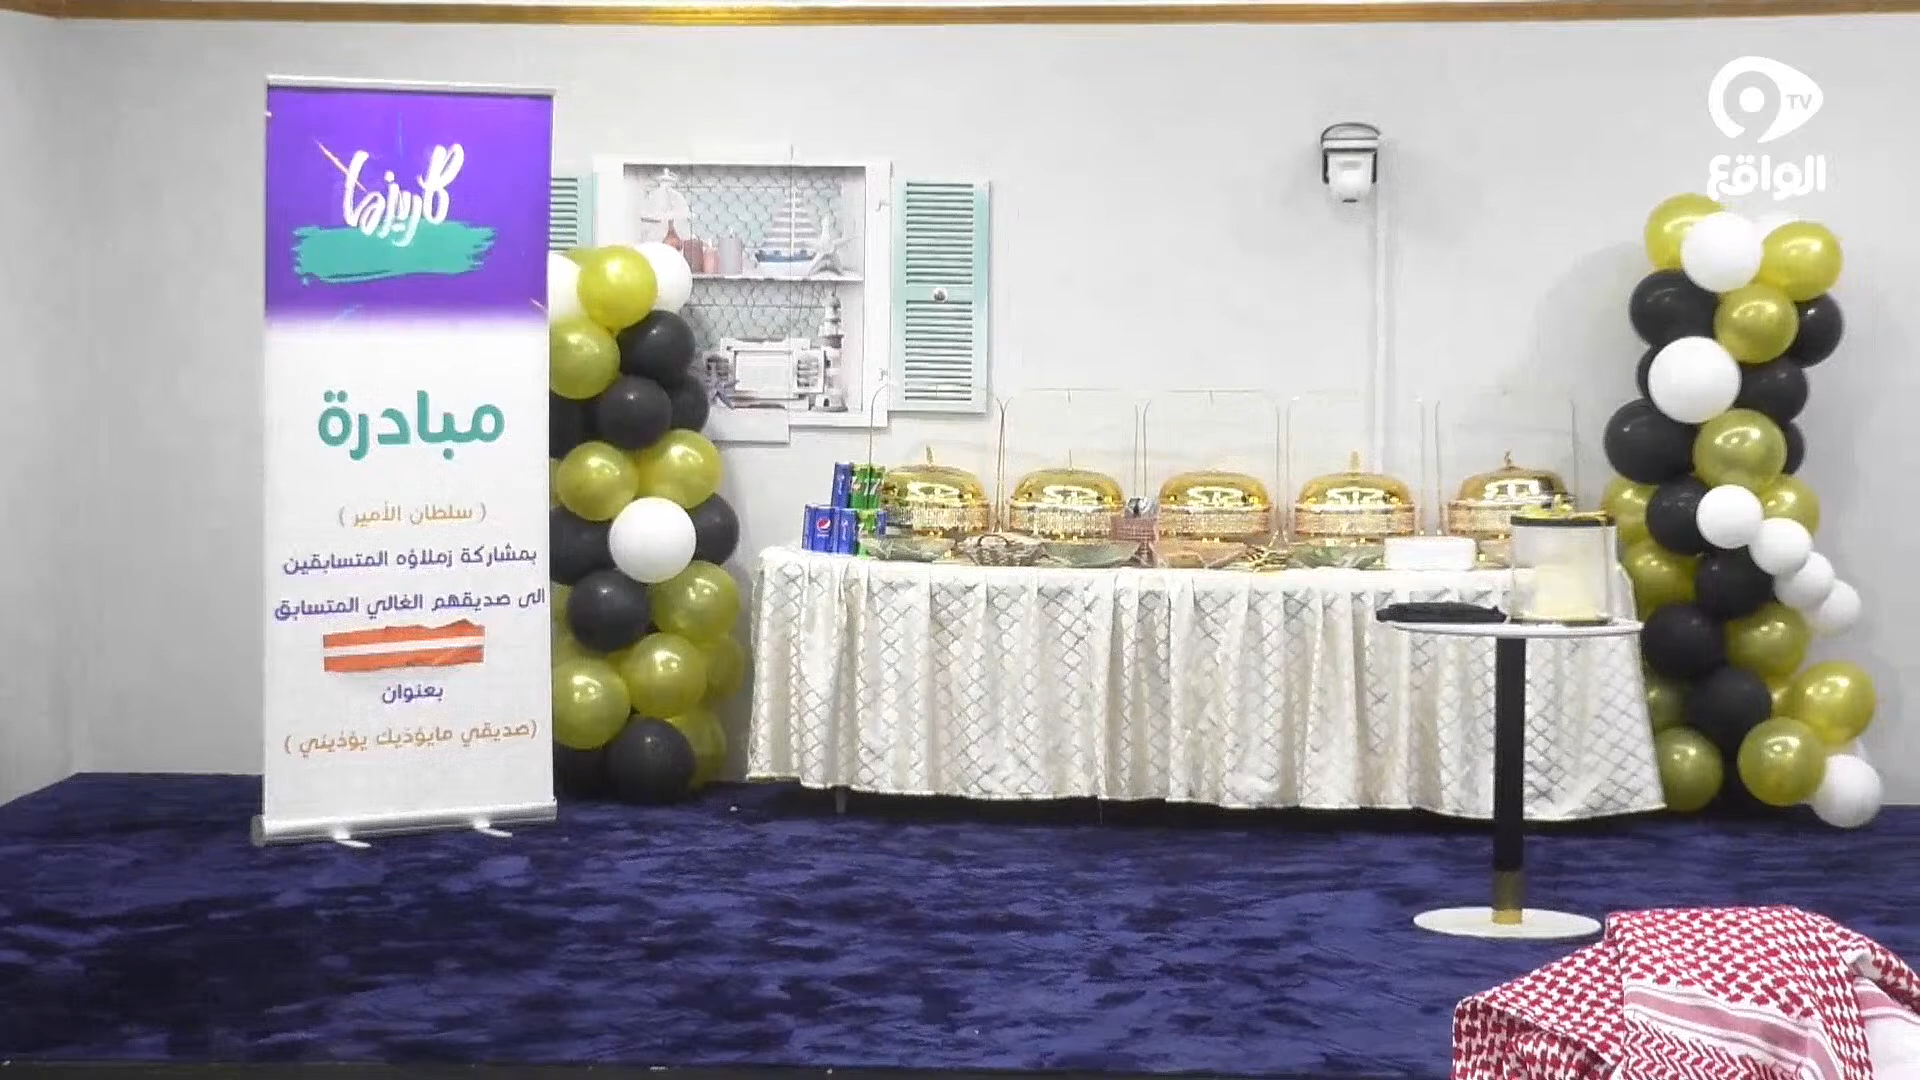 كاريزما
مبادرة
( سلطان الأمير )
بمشاركة زملاؤه المتسابقين
الى صديقهم الغالي المتسابق
بعنوان
(صديقي مايؤذيك يؤذيني )
TV
الواقع